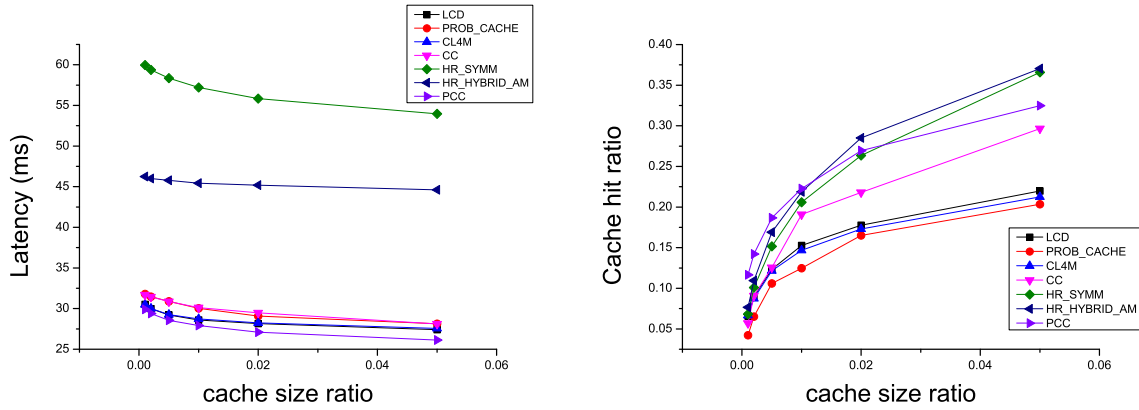 LCD
PROB_CACHE
CL4M
CC
HR_SYMM
HR_HYBRID_AM
PCC
60
55
50
45
40
35
30
25
Latency (ms)
0.00
0.02
0.04
0.06
cache size ratio
0.40
0.35
0.30
0.25
0.20
0.15
0.10
0.05
Cache hit ratio
LCD
PROB_CACHE
CL4M
CC
HR_SYMM
HR_HYBRID_AM
PCC
0.00
0.02
0.04
0.06
cache size ratio